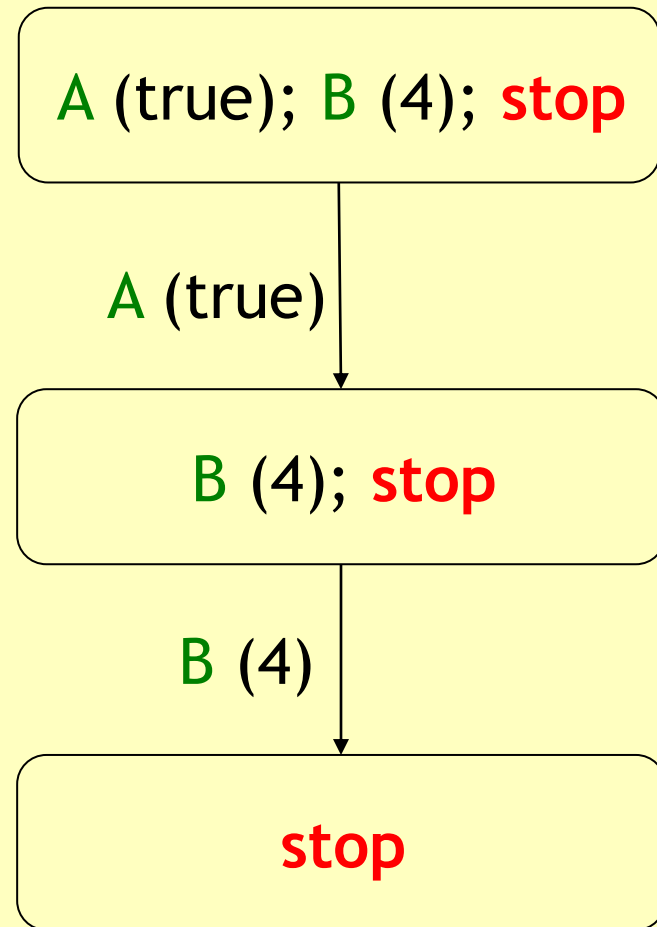 A (true); B (4); stop
A (true)
B (4); stop
B (4)
stop